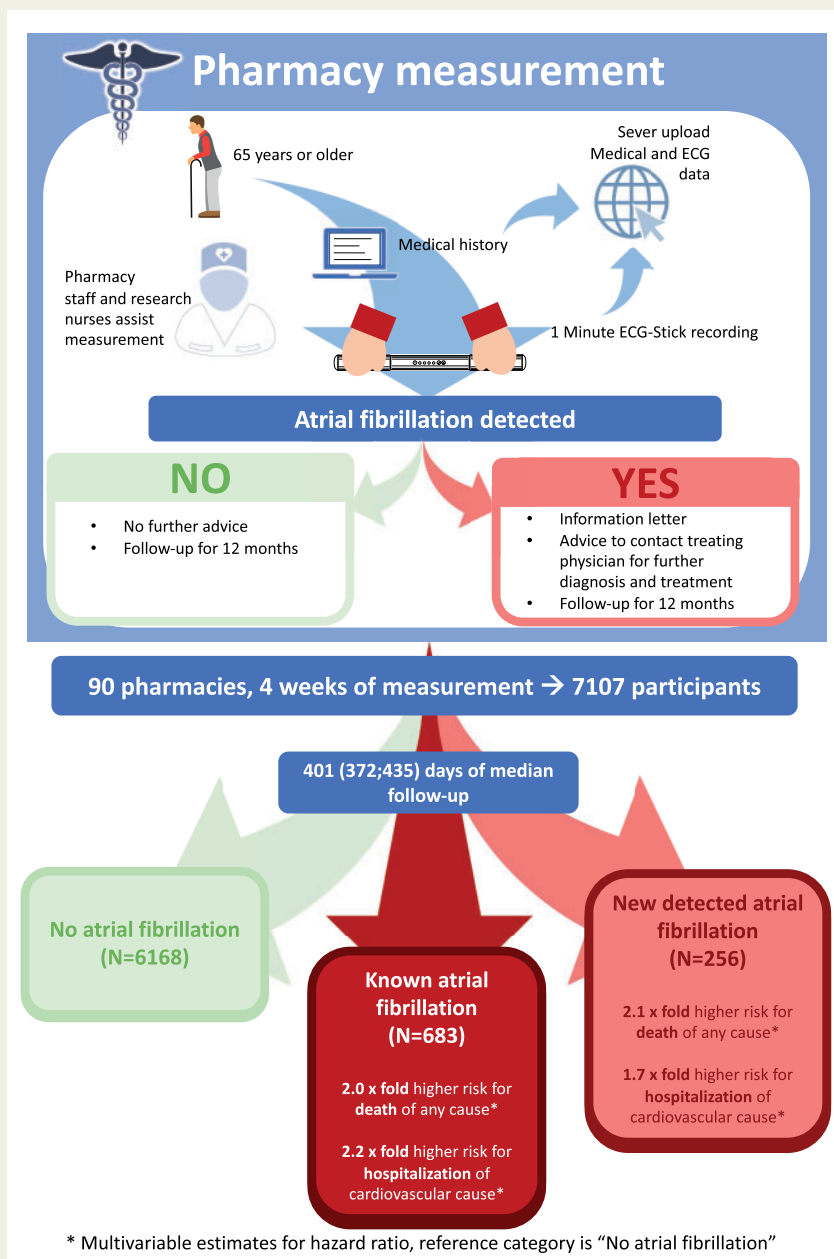 Pharmacy measurement
65 years or older
Sever upload
Medical and ECG
data
Medical history
Pharmacy
staff and research
nurses assist
measurement
1 Minute ECG-Stick recording
Atrial fibrillation detected
NO
• No further advice
• Follow-up for 12 months
YES
• Information letter
• Advice to contact treating
physician for further
diagnosis and treatment
• Follow-up for 12 months
90 pharmacies, 4 weeks of measurement → 7107 participants
401 (372;435) days of median
follow-up
No atrial fibrillation
(N=6168)
Known atrial
fibrillation
(N=683)
2.0 x fold higher risk for
death of any cause*
2.2 x fold higher risk for
hospitalization of
cardiovascular cause*
New detected atrial
fibrillation
(N=256)
2.1 x fold higher risk for
death of any cause*
1.7 x fold higher risk for
hospitalization of
cardiovascular cause*
* Multivariable estimates for hazard ratio, reference category is “No atrial fibrillation”